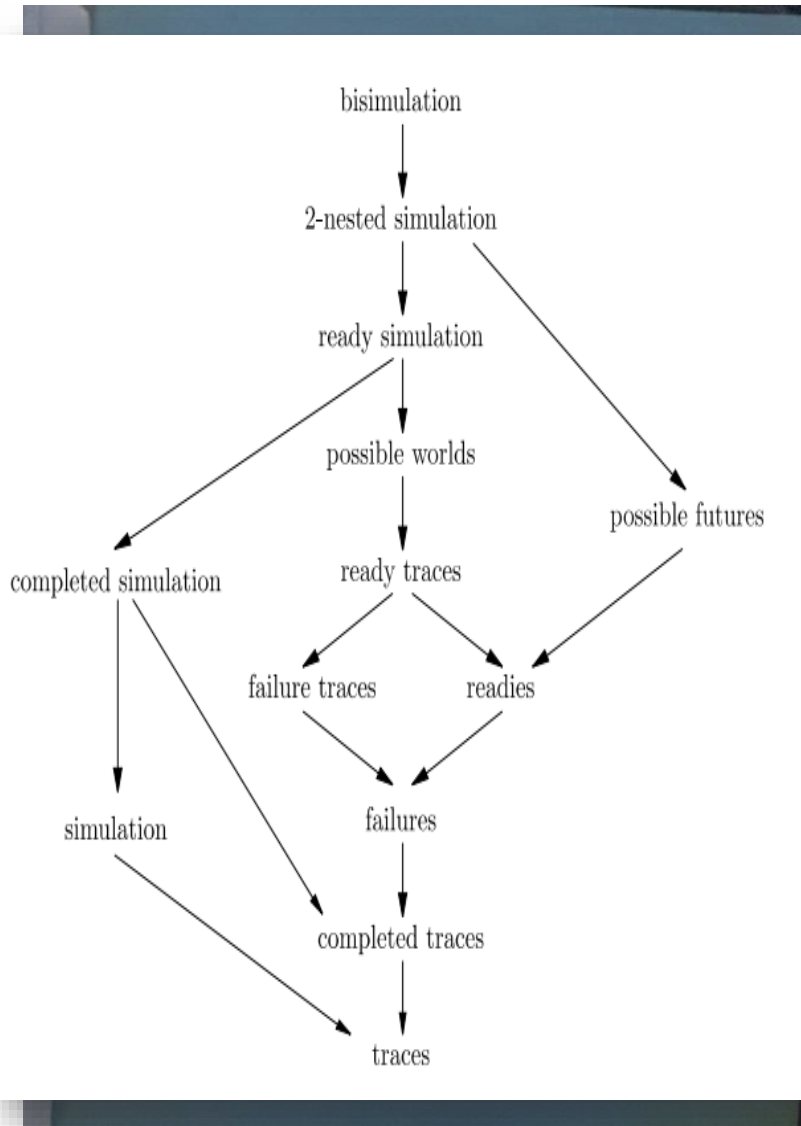 bisimulation
2-nested simulation
ready simulation
possible worlds
possible futures
ready traces
completed simulation
failure traces
readies
failures
simulation
completed traces
traces